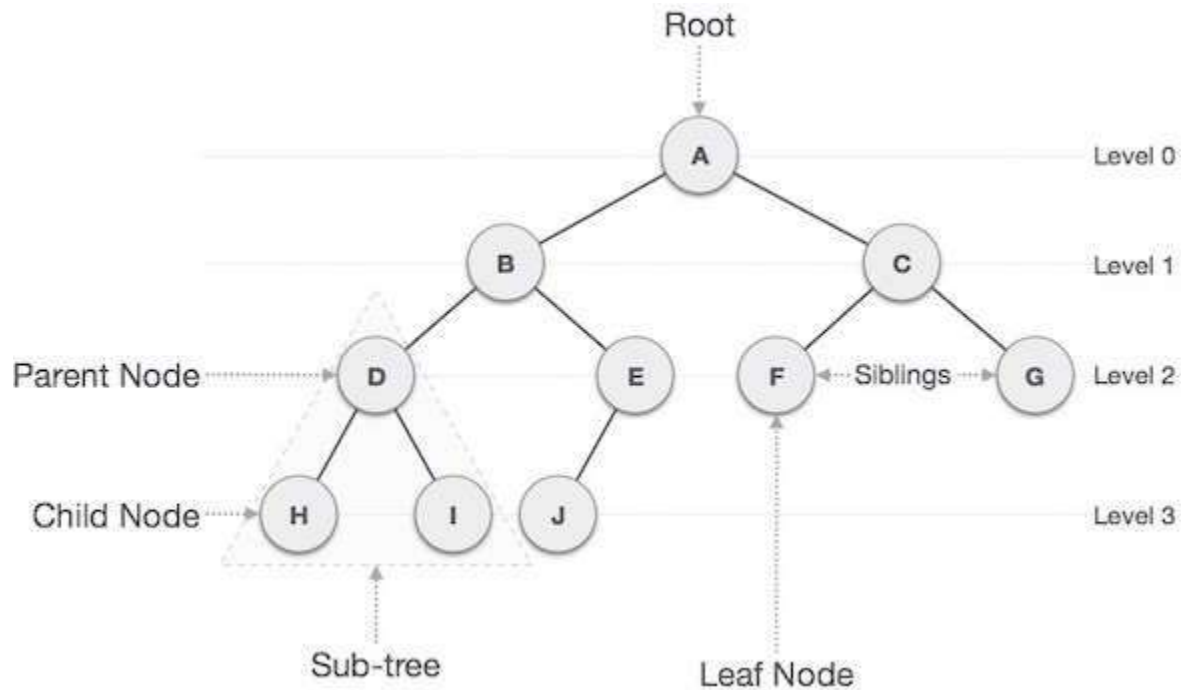 Root
A
Level 0
B
C
Level 1
Parent Node
D
E
F
Siblings
G
Level 2
Child Node
H
I
J
Level 3
Sub-tree
Leaf Node